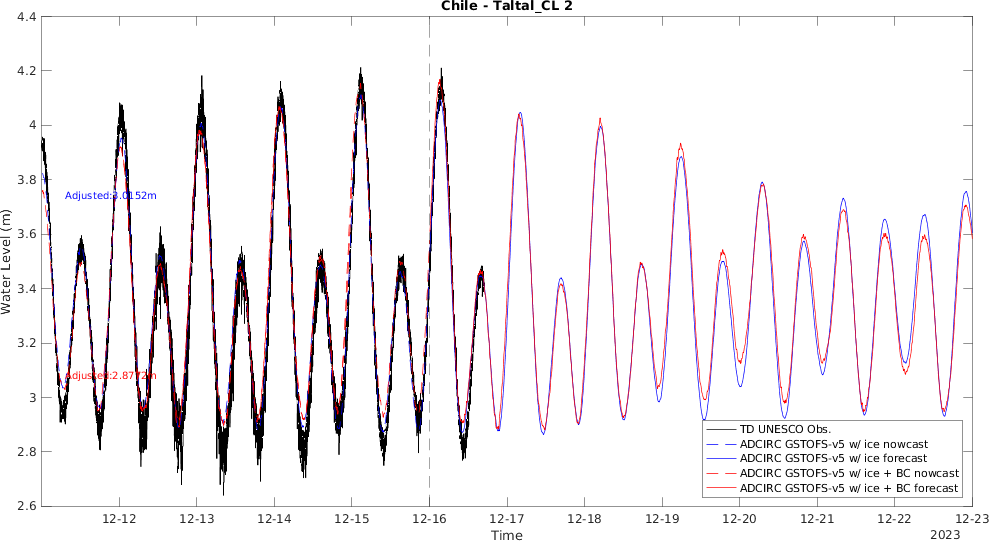 Chile - Taltal_CL 2
4.4
4.2
4
3.8
3.6
3.4
3.2
3
2.8
2.6
Water Level (m)
Adjusted:3.0152m
Adjusted:2.8772m
TD UNESCO Obs.
ADCIRC GSTOFS-v5 w/ ice nowcast
ADCIRC GSTOFS-v5 w/ ice forecast
ADCIRC GSTOFS-v5 w/ ice + BC nowcast
ADCIRC GSTOFS-v5 w/ ice + BC forecast
12-12 12-13 12-14 12-15 12-16 12-17 12-18 12-19 12-20 12-21 12-22 12-23
Time
2023